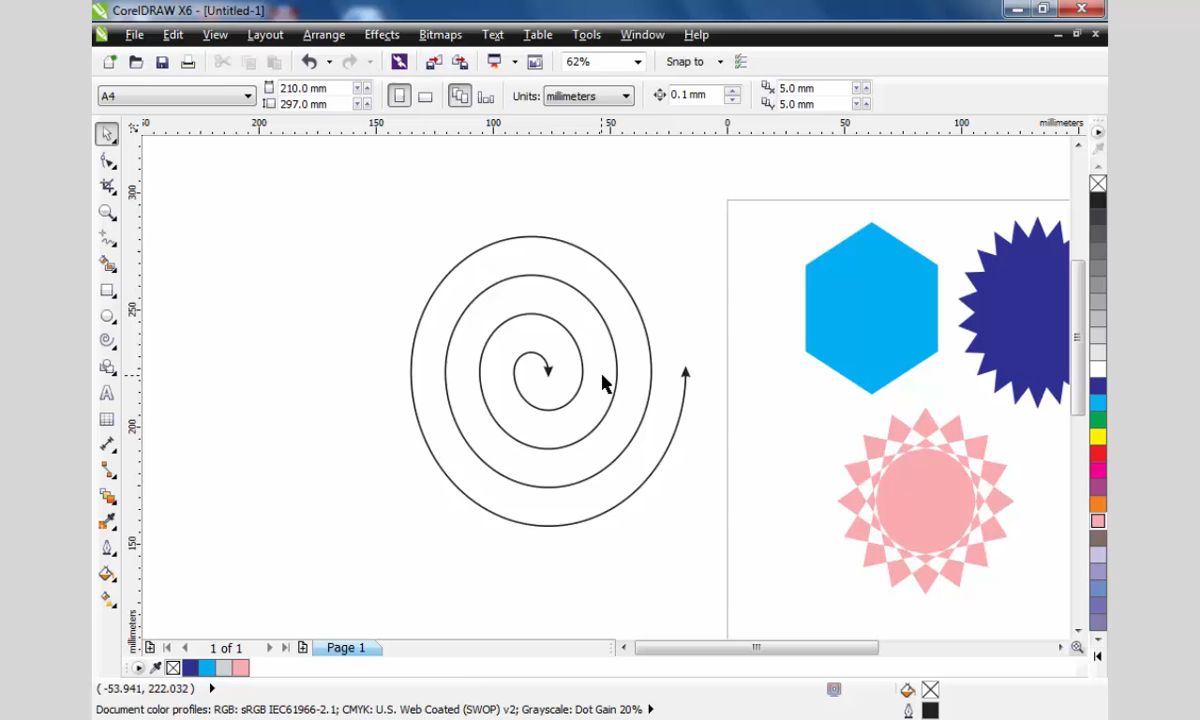 CorelDRAW X6 - [Untitled-1]
File Edit View Layout Arrange Effects Bitmaps Text Table Tools Window Help
62% Snap to
A4 210.0 mm 297.0 mm Units: millimeters 0.1 mm 5.0 mm 5.0 mm
200 150 100 50 0 50 100 millimeters
300
250
200
150
millimeters
1 of 1 Page 1
( -53.941, 222.032 )
Document color profiles: RGB: sRGB IEC61966-2.1; CMYK: U.S. Web Coated (SWOP) v2; Grayscale: Dot Gain 20%